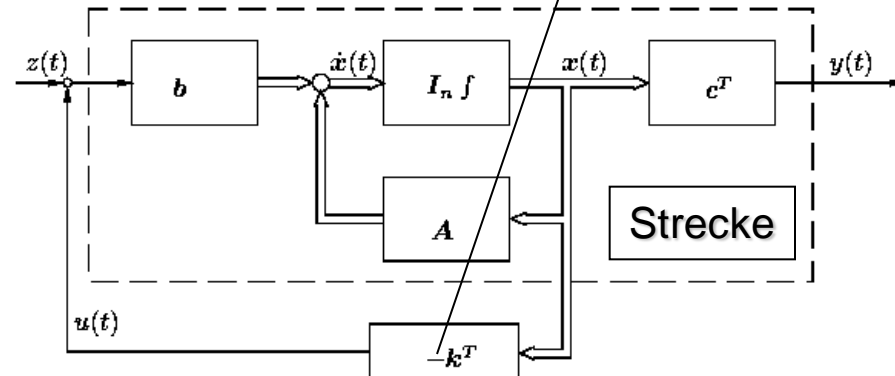 z(t)
b
ẋ(t)
Iₙ ∫
x(t)
cᵀ
y(t)
A
Strecke
u(t)
−kᵀ